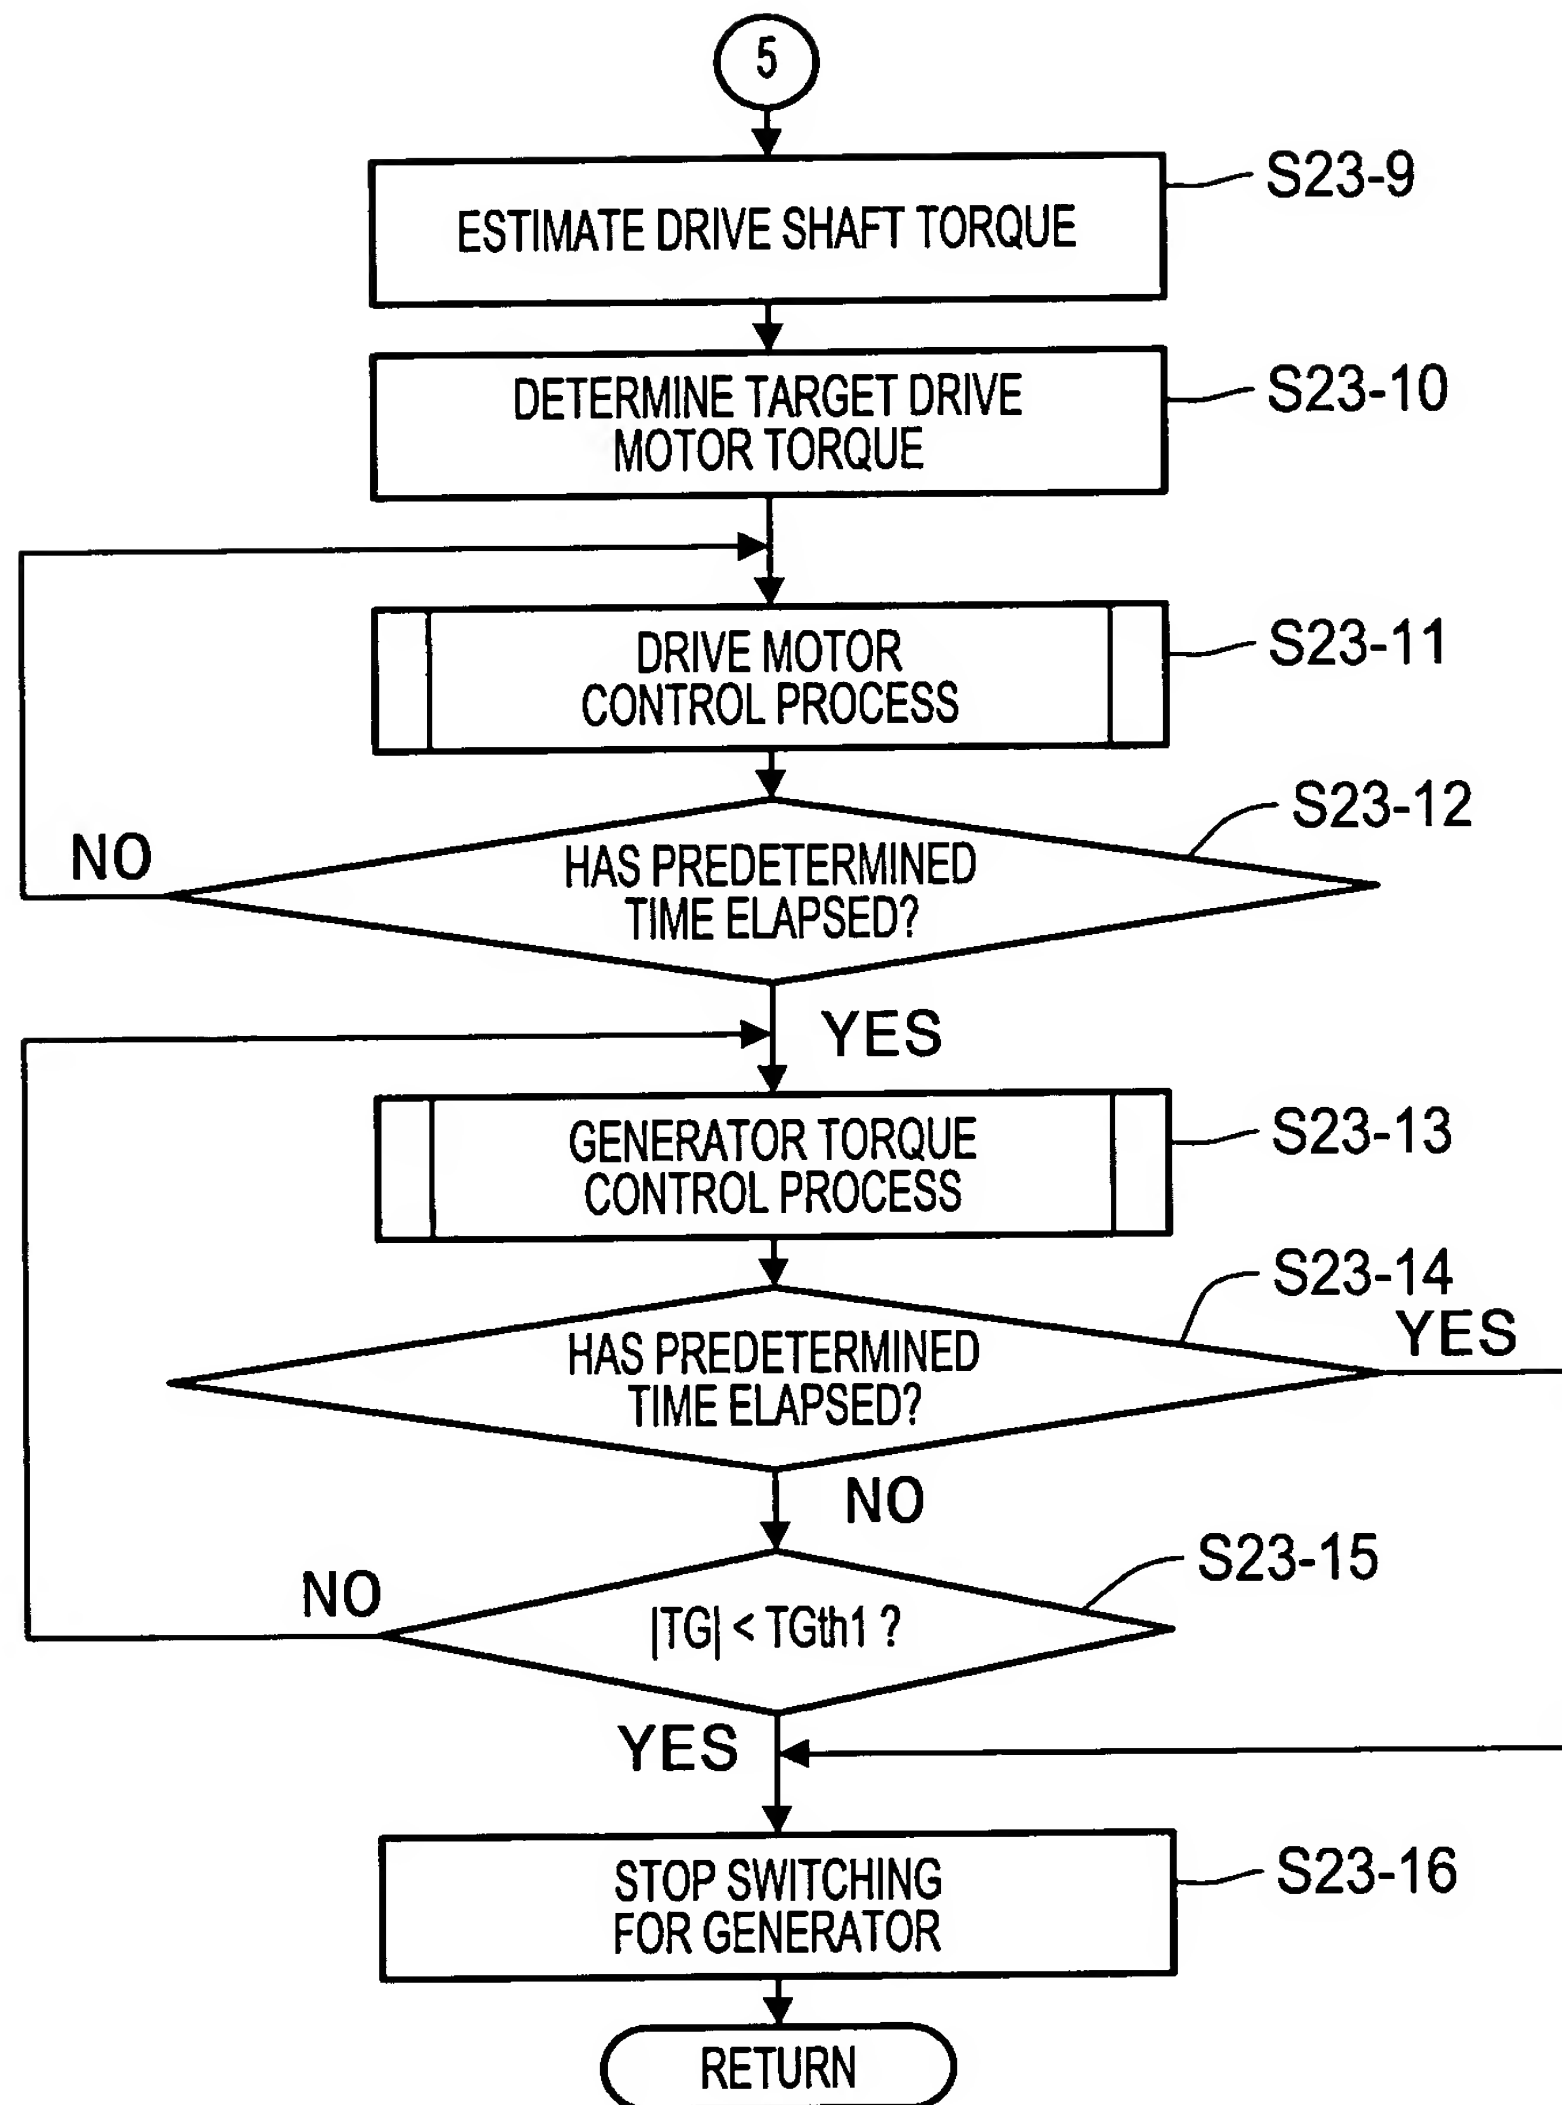 5
S23-9
ESTIMATE DRIVE SHAFT TORQUE
S23-10
DETERMINE TARGET DRIVE
MOTOR TORQUE
S23-11
DRIVE MOTOR
CONTROL PROCESS
S23-12
NO
HAS PREDETERMINED
TIME ELAPSED?
YES
S23-13
GENERATOR TORQUE
CONTROL PROCESS
S23-14
YES
HAS PREDETERMINED
TIME ELAPSED?
NO
S23-15
NO
|TG| < TGth1 ?
YES
S23-16
STOP SWITCHING
FOR GENERATOR
RETURN